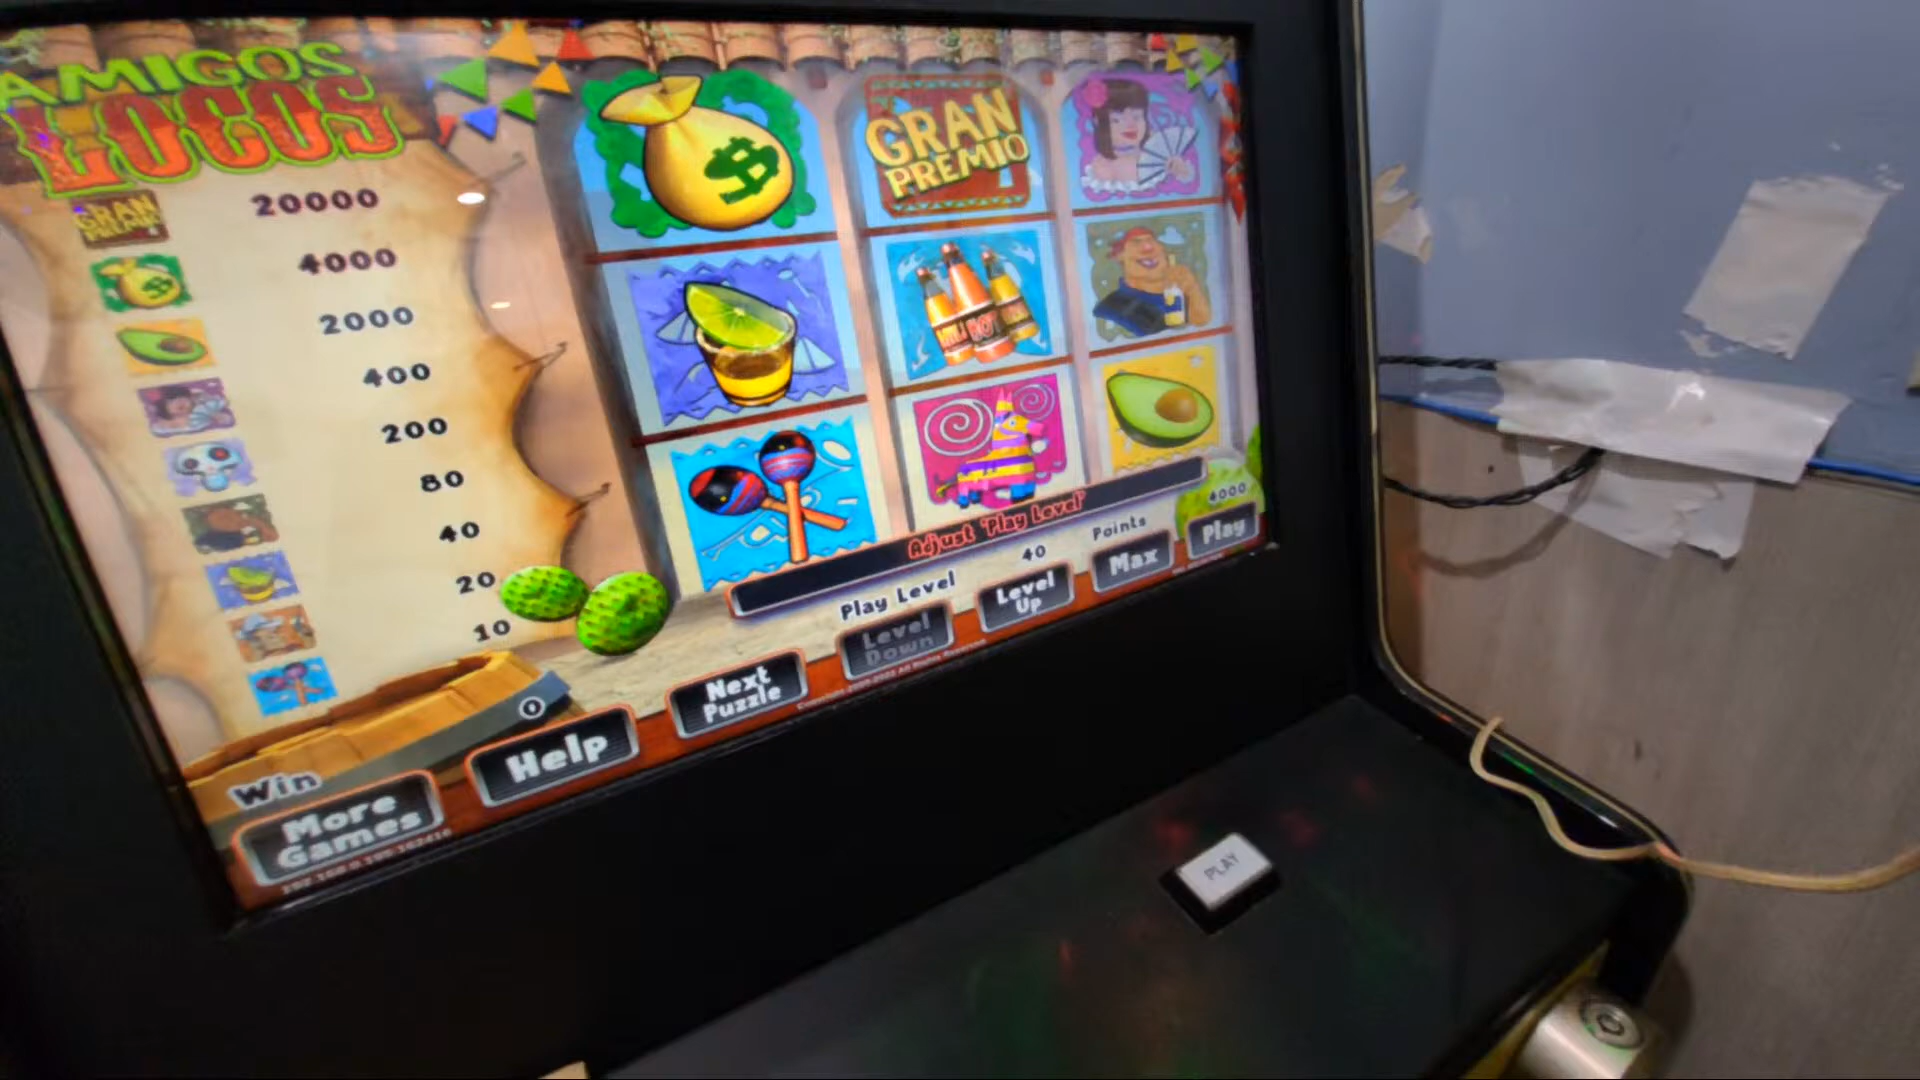 AMIGOS
LOCOS
GRAN
PREMIO
20000
4000
2000
400
200
80
40
20
10
GRAN
PREMIO
HOT
Adjust 'Play Level'
Play Level
40
Points
4000
Level
Down
Level
Up
Max
Play
Next
Puzzle
0
Help
Win
More
Games
PLAY